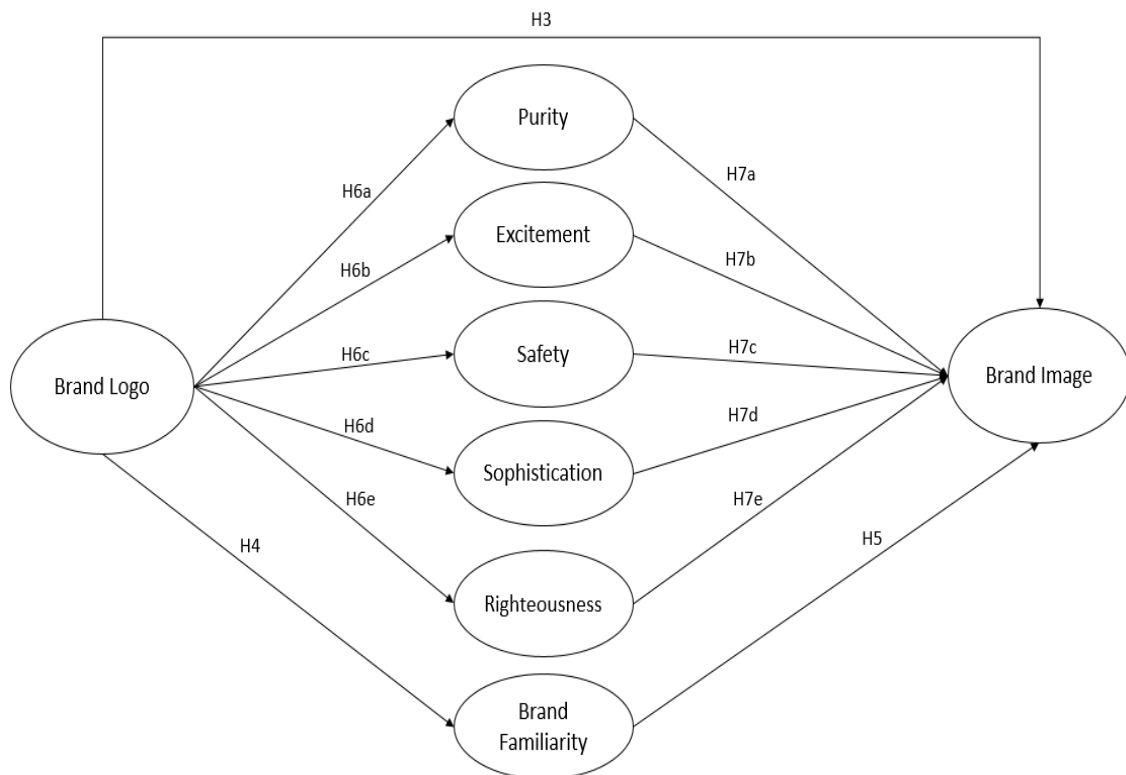 H3
Purity
H6a
H7a
Excitement
H6b
H7b
Safety
H6c
H7c
Brand Logo
Brand Image
H6d
H7d
Sophistication
H6e
H7e
H4
H5
Righteousness
Brand
Familiarity